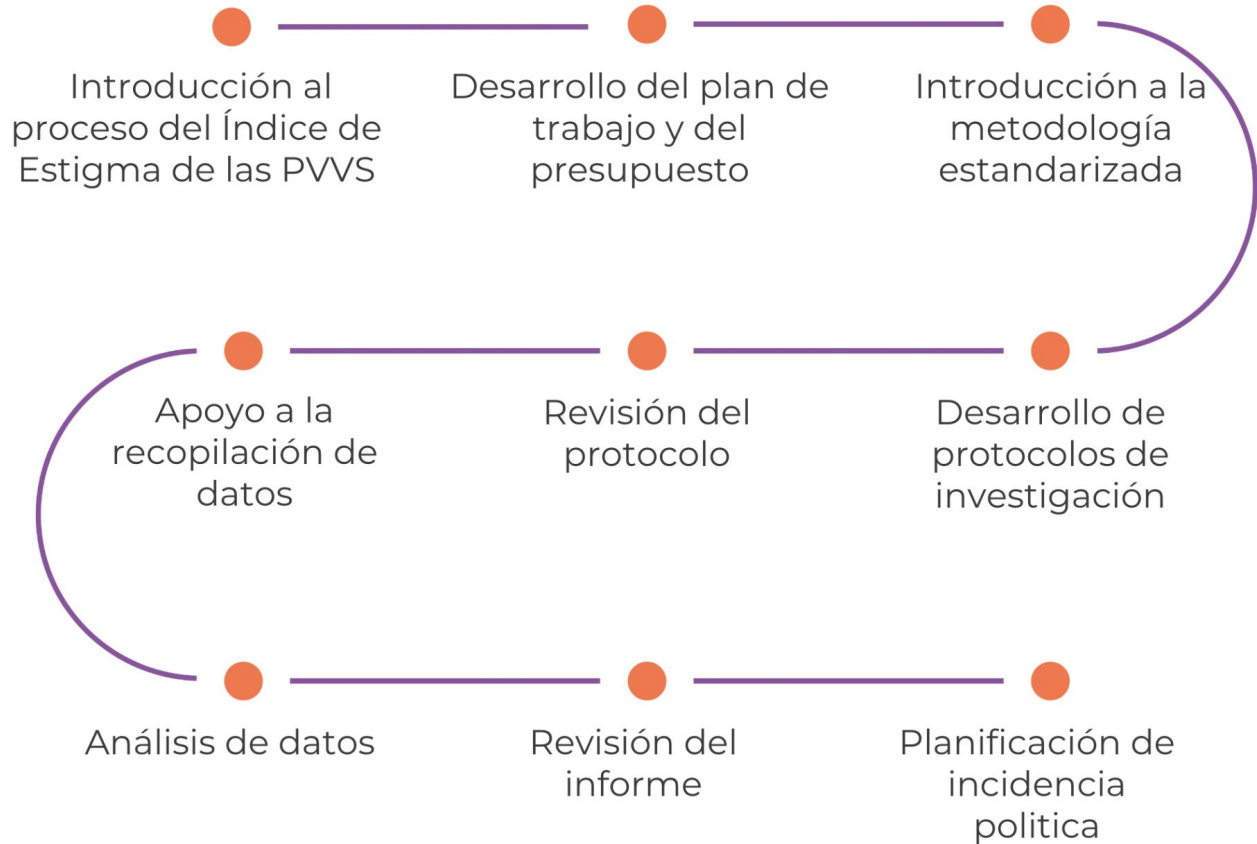 Introducción al
proceso del Índice de
Estigma de las PVVS
Desarrollo del plan de
trabajo y del
presupuesto
Introducción a la
metodología
estandarizada
Desarrollo de
protocolos de
investigación
Revisión del
protocolo
Apoyo a la
recopilación de
datos
Análisis de datos
Revisión del
informe
Planificación de
incidencia
politica